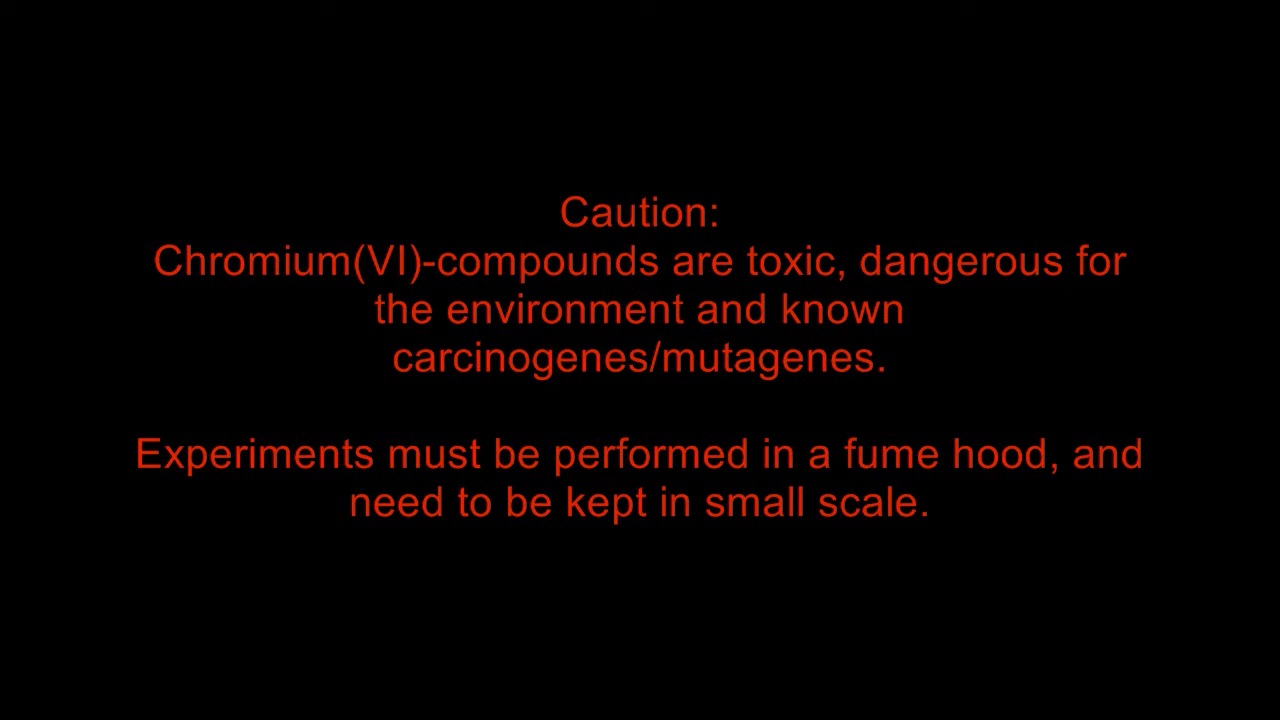 Caution:
Chromium(VI)-compounds are toxic, dangerous for
the environment and known
carcinogenes/mutagenes.
Experiments must be performed in a fume hood, and
need to be kept in small scale.